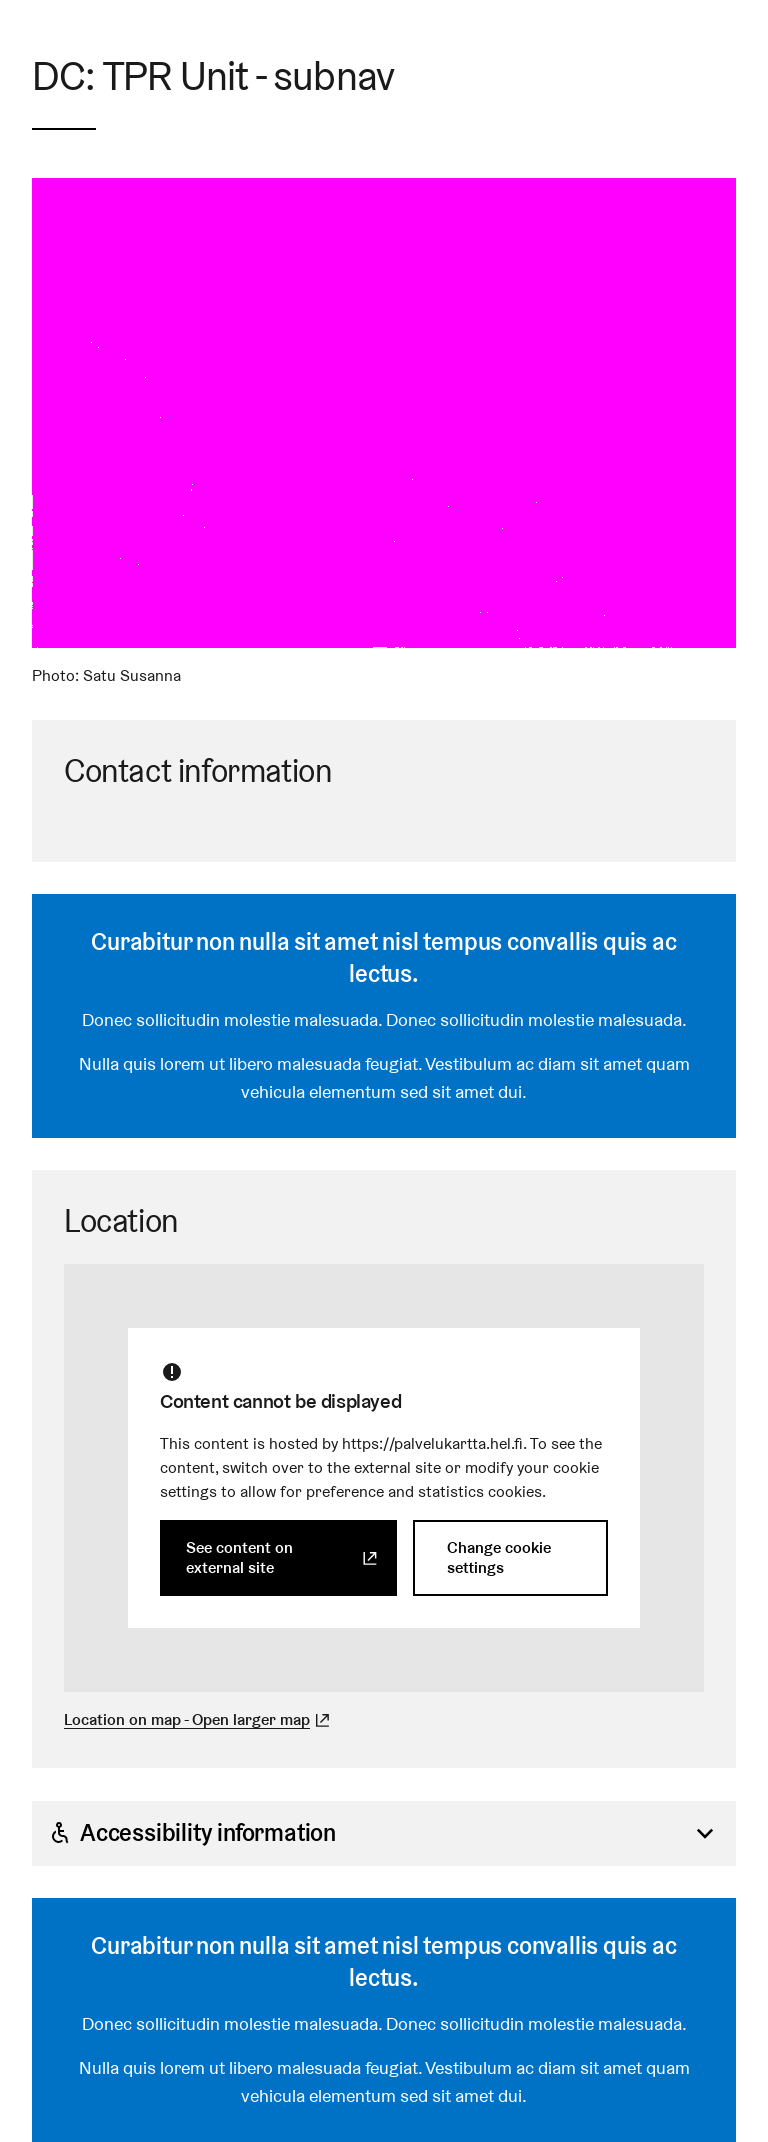 DC: TPR Unit - subnav
Photo: Satu Susanna
Contact information
Curabitur non nulla sit amet nisl tempus convallis quis ac
lectus.
Donec sollicitudin molestie malesuada. Donec sollicitudin molestie malesuada.
Nulla quis lorem ut libero malesuada feugiat. Vestibulum ac diam sit amet quam
vehicula elementum sed sit amet dui.
Location
Content cannot be displayed
This content is hosted by https://palvelukartta.hel.fi. To see the
content, switch over to the external site or modify your cookie
settings to allow for preference and statistics cookies.
See content on
external site
Change cookie
settings
Location on map - Open larger map
Accessibility information
Curabitur non nulla sit amet nisl tempus convallis quis ac
lectus.
Donec sollicitudin molestie malesuada. Donec sollicitudin molestie malesuada.
Nulla quis lorem ut libero malesuada feugiat. Vestibulum ac diam sit amet quam
vehicula elementum sed sit amet dui.